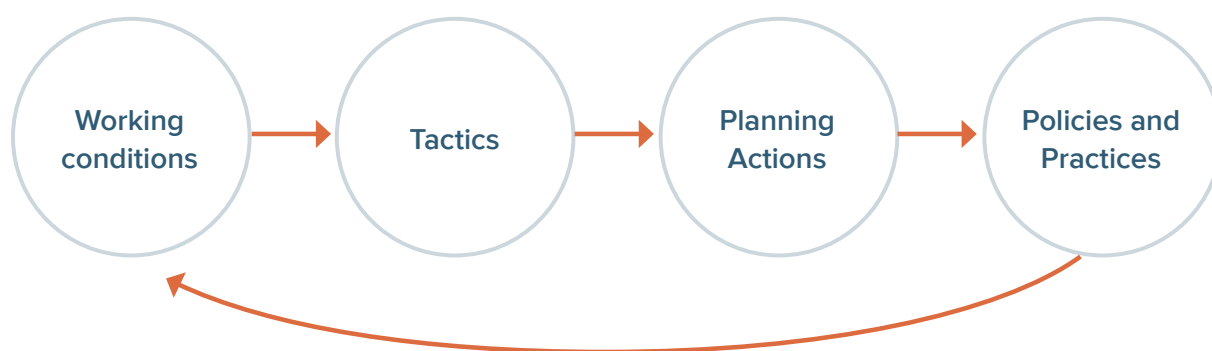 Working
conditions
Tactics
Planning
Actions
Policies and
Practices